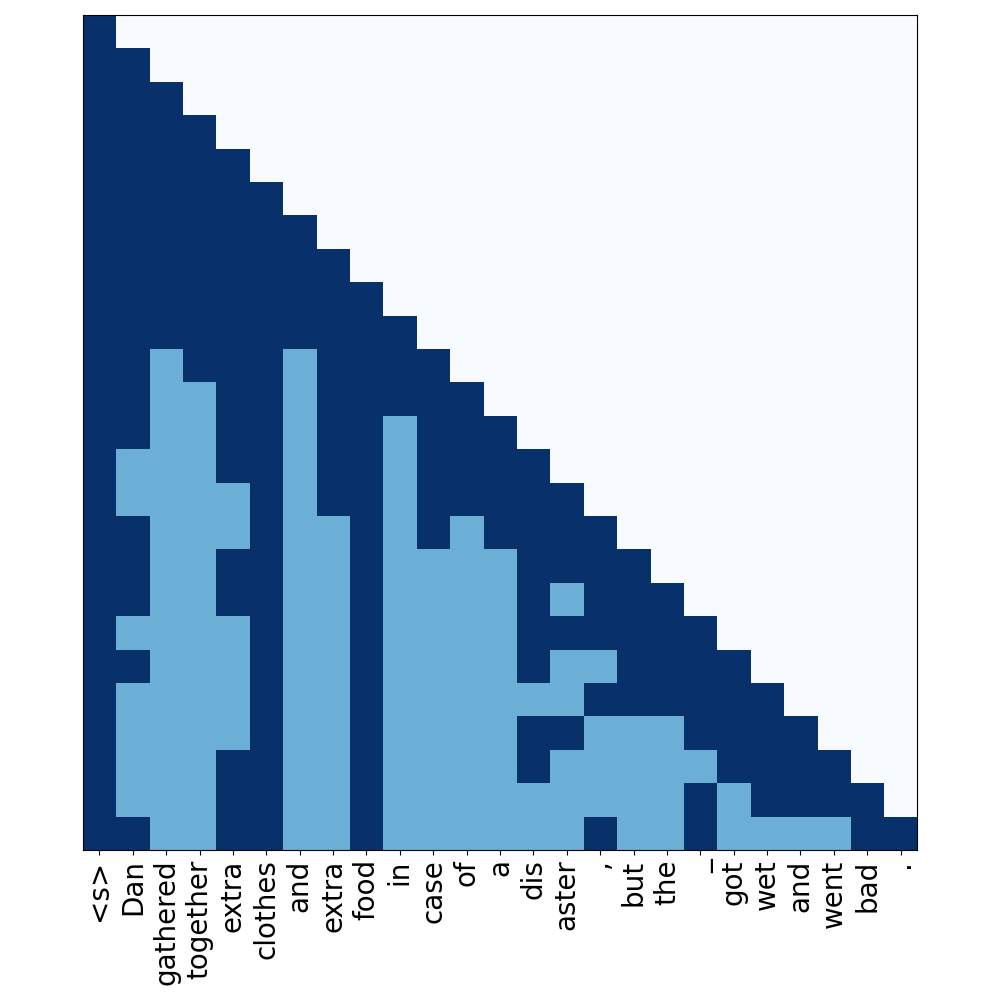 <s> Dan gathered together extra clothes and extra food in case of a dis aster , but the _ got wet and went bad .